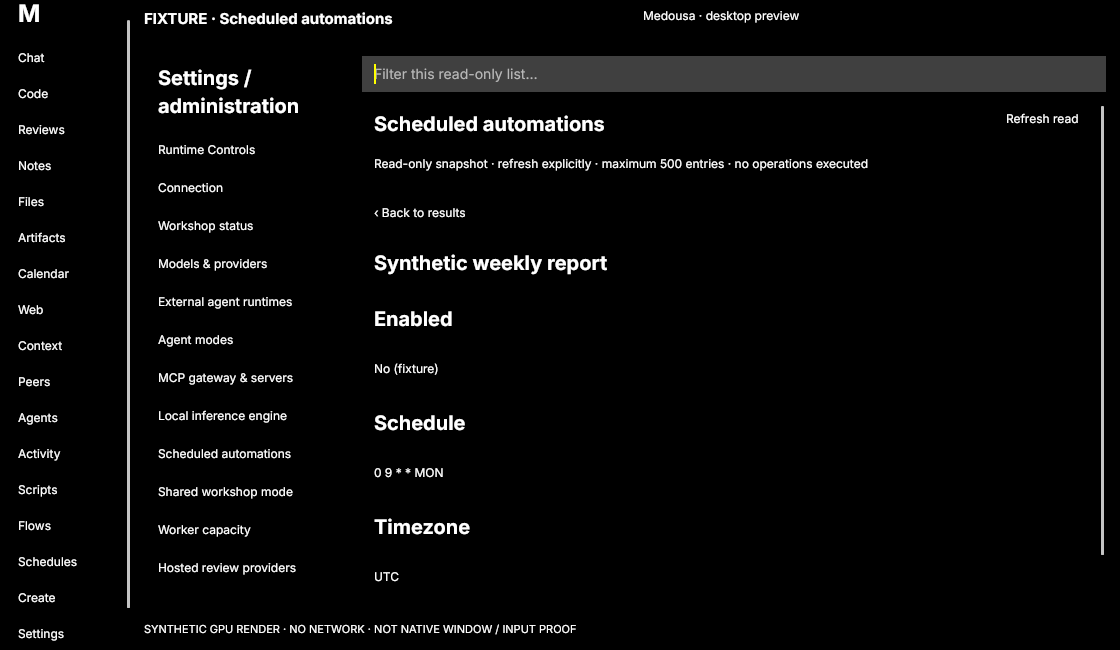 M
FIXTURE · Scheduled automations
Medousa · desktop preview
Chat
Code
Reviews
Notes
Files
Artifacts
Calendar
Web
Context
Peers
Agents
Activity
Scripts
Flows
Schedules
Create
Settings
Settings /
administration
Runtime Controls
Connection
Workshop status
Models & providers
External agent runtimes
Agent modes
MCP gateway & servers
Local inference engine
Scheduled automations
Shared workshop mode
Worker capacity
Hosted review providers
Filter this read-only list...
Scheduled automations
Refresh read
Read-only snapshot · refresh explicitly · maximum 500 entries · no operations executed
‹ Back to results
Synthetic weekly report
Enabled
No (fixture)
Schedule
0 9 * * MON
Timezone
UTC
SYNTHETIC GPU RENDER · NO NETWORK · NOT NATIVE WINDOW / INPUT PROOF